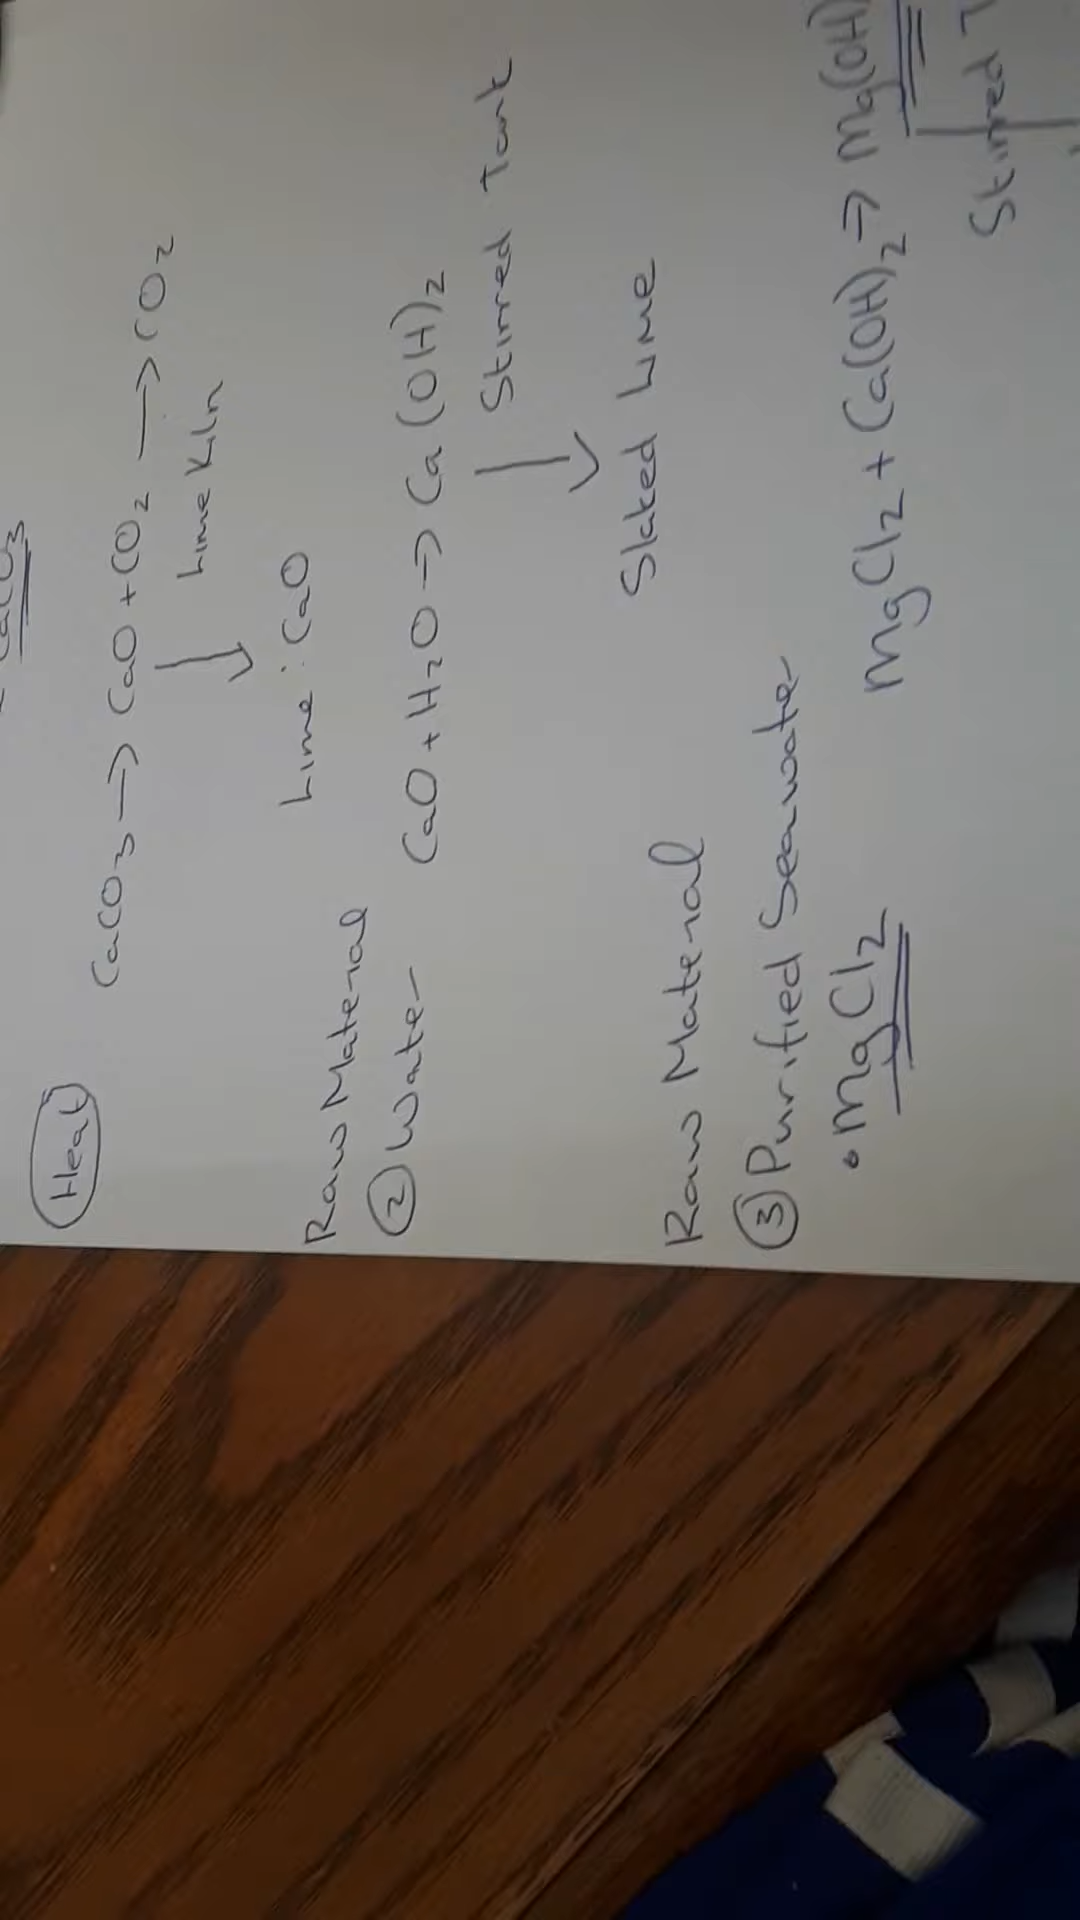 CaCO3
Heat
CaCO3 → CaO + CO2 → CO2
↓ Lime Kiln
Lime : CaO
Raw Material
② Water CaO + H2O → Ca(OH)2
↓ Stirred Tank
Slaked Lime
Raw Material
③ Purified Seawater
• MgCl2 MgCl2 + Ca(OH)2 → Mg(OH)
Stirred T